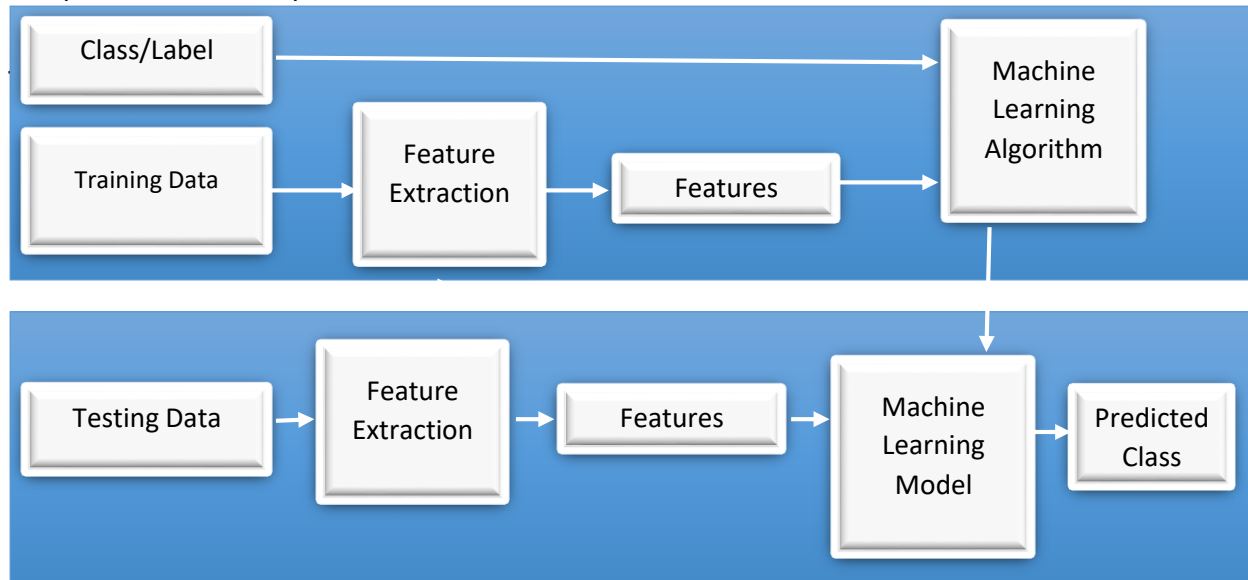 Class/Label
Training Data
Feature
Extraction
Features
Machine
Learning
Algorithm
Testing Data
Feature
Extraction
Features
Machine
Learning
Model
Predicted
Class